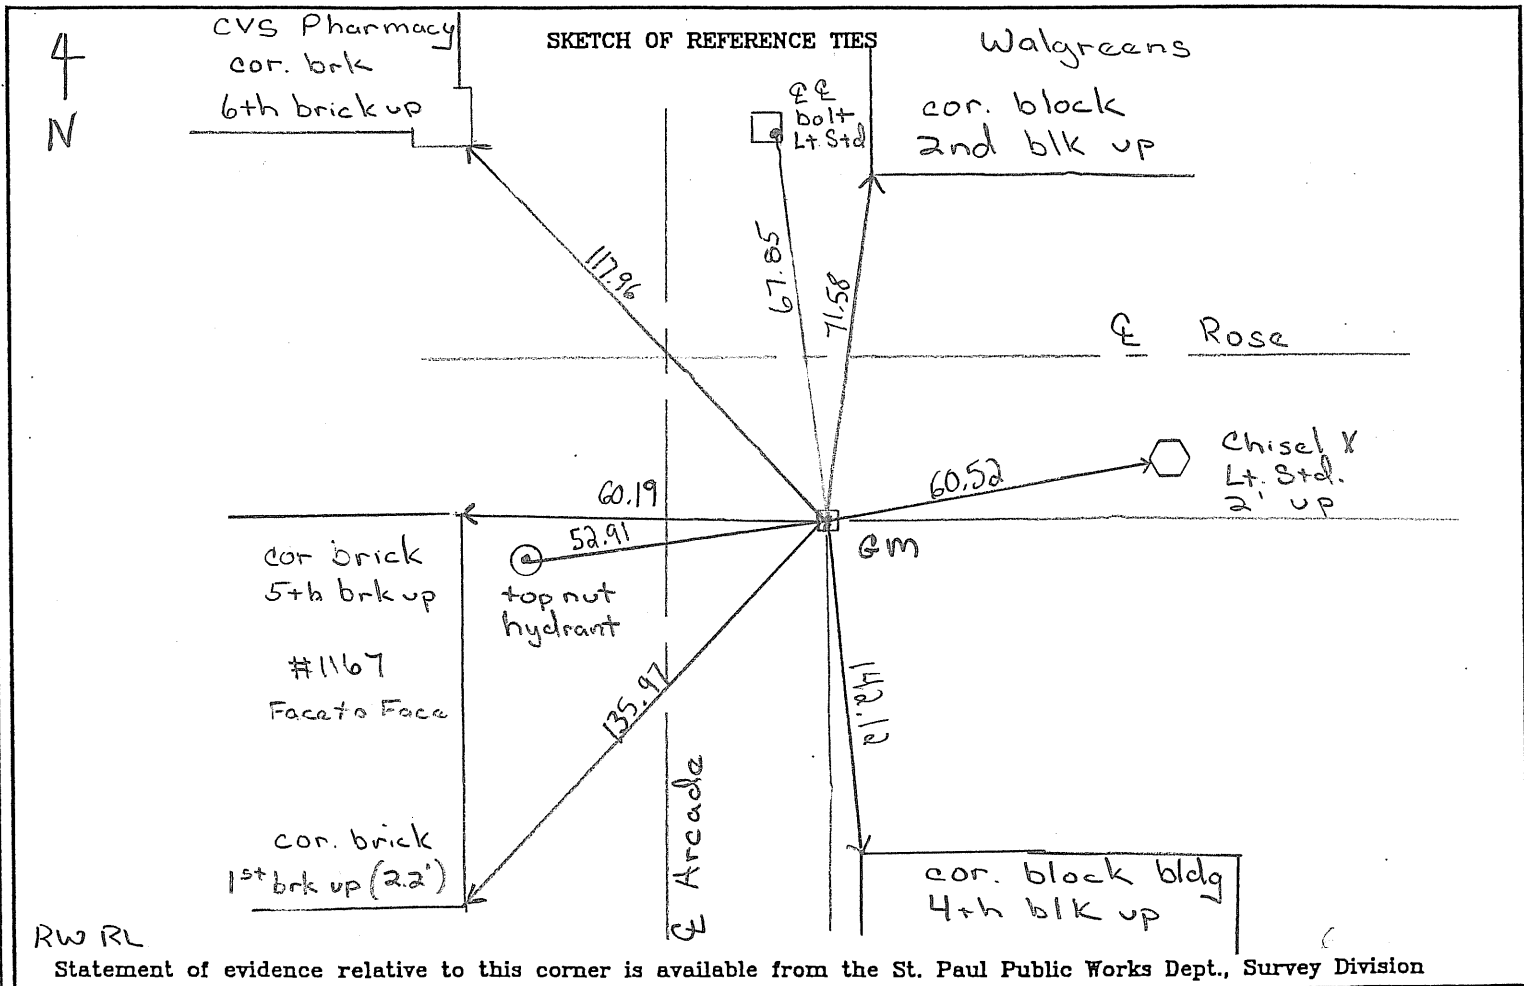 SKETCH OF REFERENCE TIES
N
CVS Pharmacy
cor. brk
6th brick up
℄ ℄
bolt
Lt. Std
Walgreens
cor. block
2nd blk up
117.96
67.85
71.58
℄ Rose
60.19
60.52
Chisel X
Lt. Std.
2' up
52.91
GM
cor brick
5th brk up
top nut
hydrant
#1167
Face to Face
135.97
142.12
℄ Arcade
cor. brick
1st brk up (2.2')
cor. block bldg
4th blk up
RW RL
Statement of evidence relative to this corner is available from the St. Paul Public Works Dept., Survey Division